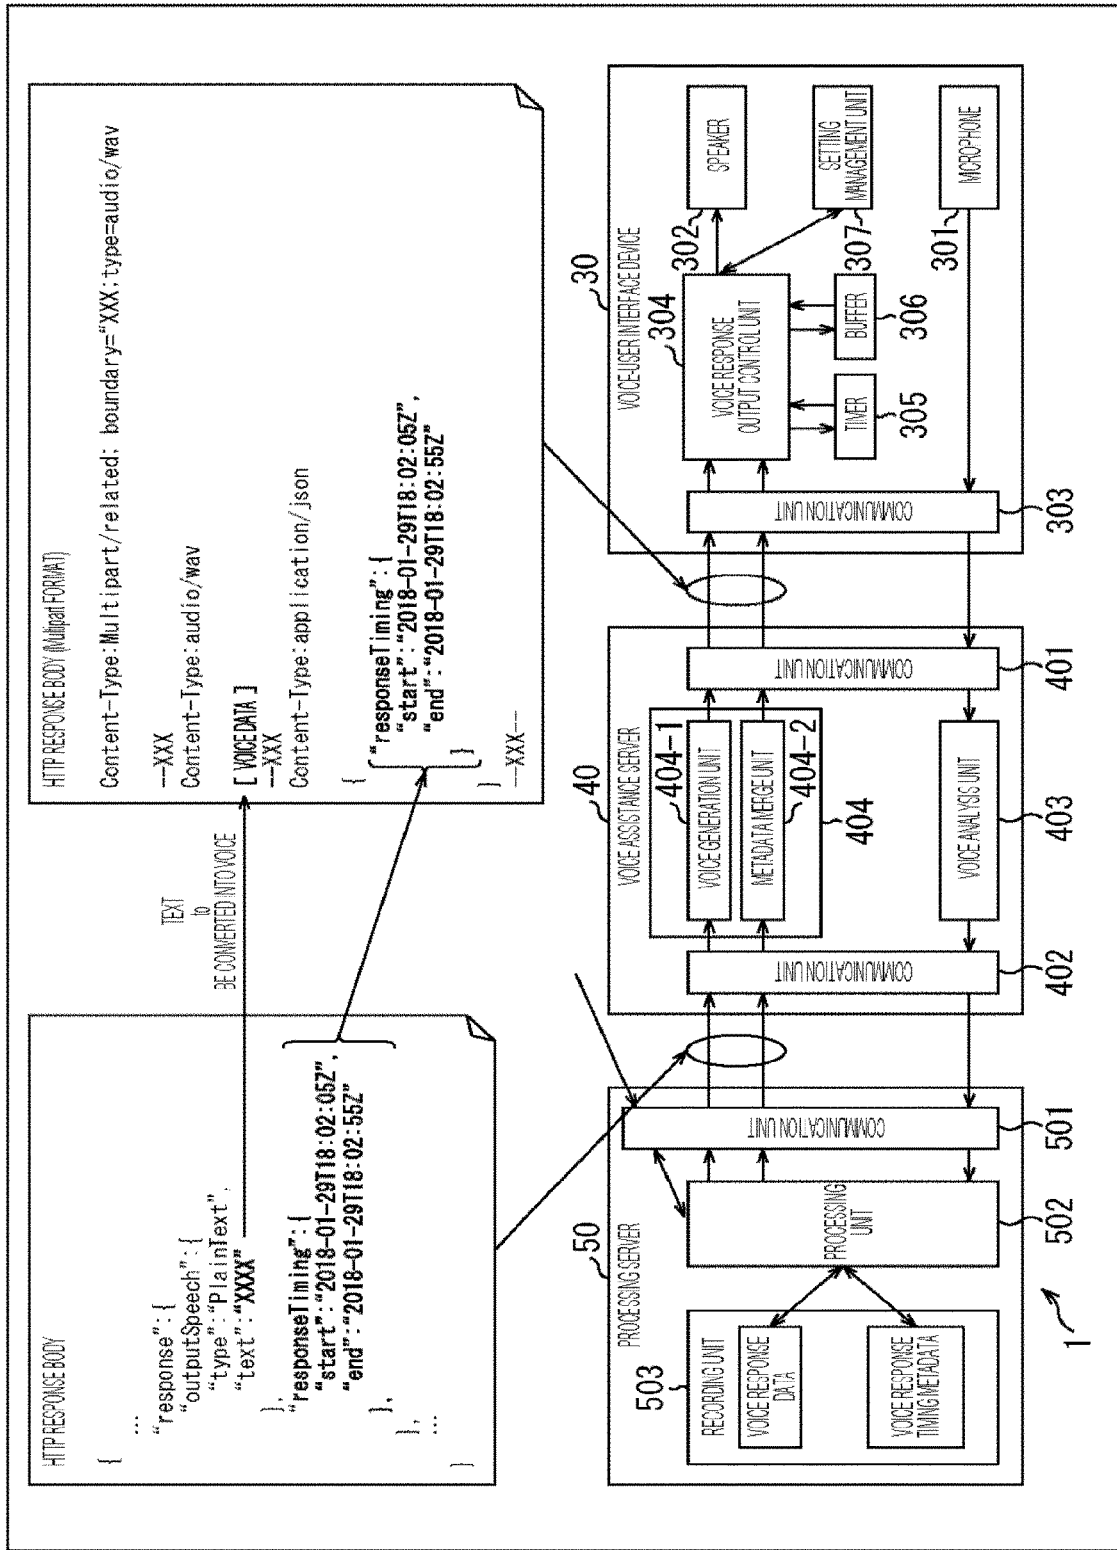 HTTP RESPONSE BODY
{
...
“response”:{
“outputSpeech”:{
“type”:“PlainText”,
“text”:“XXXX”
},
“responseTiming”:{
“start”:“2018-01-29T18:02:05Z”,
“end”:“2018-01-29T18:02:55Z”
},
},
...
}
TEXT
to
BE CONVERTED INTO VOICE
HTTP RESPONSE BODY (Multipart FORMAT)
Content-Type:Multipart/related; boundary=“XXX;type=audio/wav
--XXX
Content-Type:audio/wav
[VOICE DATA]
--XXX
Content-Type:application/json
{
“responseTiming”:{
“start”:“2018-01-29T18:02:05Z”,
“end”:“2018-01-29T18:02:55Z”
}
}
--XXX--
PROCESSING SERVER
50
503
RECORDING UNIT
VOICE RESPONSE
DATA
VOICE RESPONSE
TIMING METADATA
PROCESSING
UNIT
502
COMMUNICATION UNIT
501
VOICE ASSISTANCE SERVER
40
COMMUNICATION UNIT
402
404-1
VOICE GENERATION UNIT
METADATA MERGE UNIT
404-2
404
VOICE ANALYSIS UNIT
403
COMMUNICATION UNIT
401
VOICE-USER INTERFACE DEVICE
30
COMMUNICATION UNIT
303
304
VOICE RESPONSE
OUTPUT CONTROL UNIT
TIMER
305
BUFFER
306
SPEAKER
302
SETTING
MANAGEMENT UNIT
307
MICROPHONE
301
1